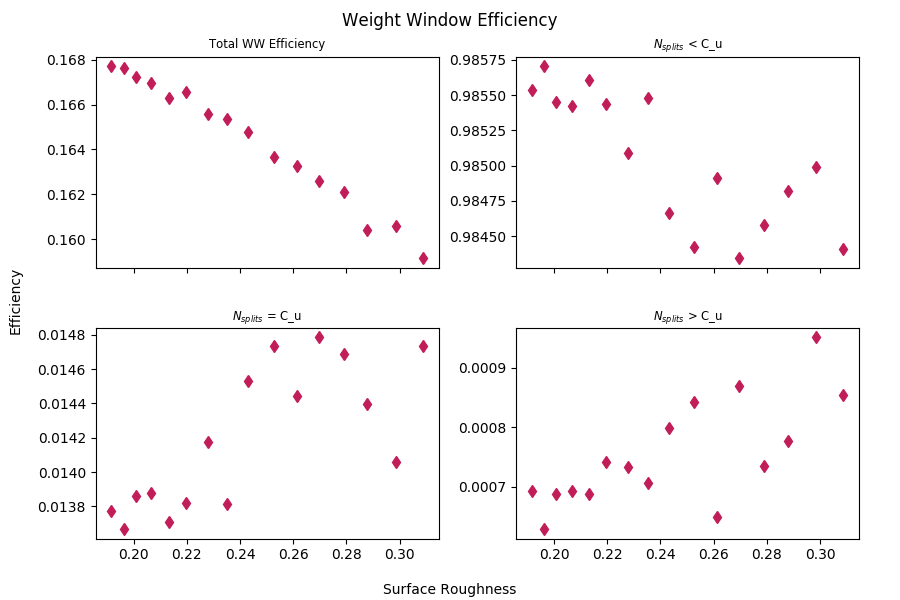 Weight Window Efficiency
Total WW Efficiency
0.168
0.166
0.164
0.162
0.160
N_splits < C_u
0.98575
0.98550
0.98525
0.98500
0.98475
0.98450
Efficiency
N_splits = C_u
0.0148
0.0146
0.0144
0.0142
0.0140
0.0138
0.20 0.22 0.24 0.26 0.28 0.30
N_splits > C_u
0.0009
0.0008
0.0007
0.20 0.22 0.24 0.26 0.28 0.30
Surface Roughness